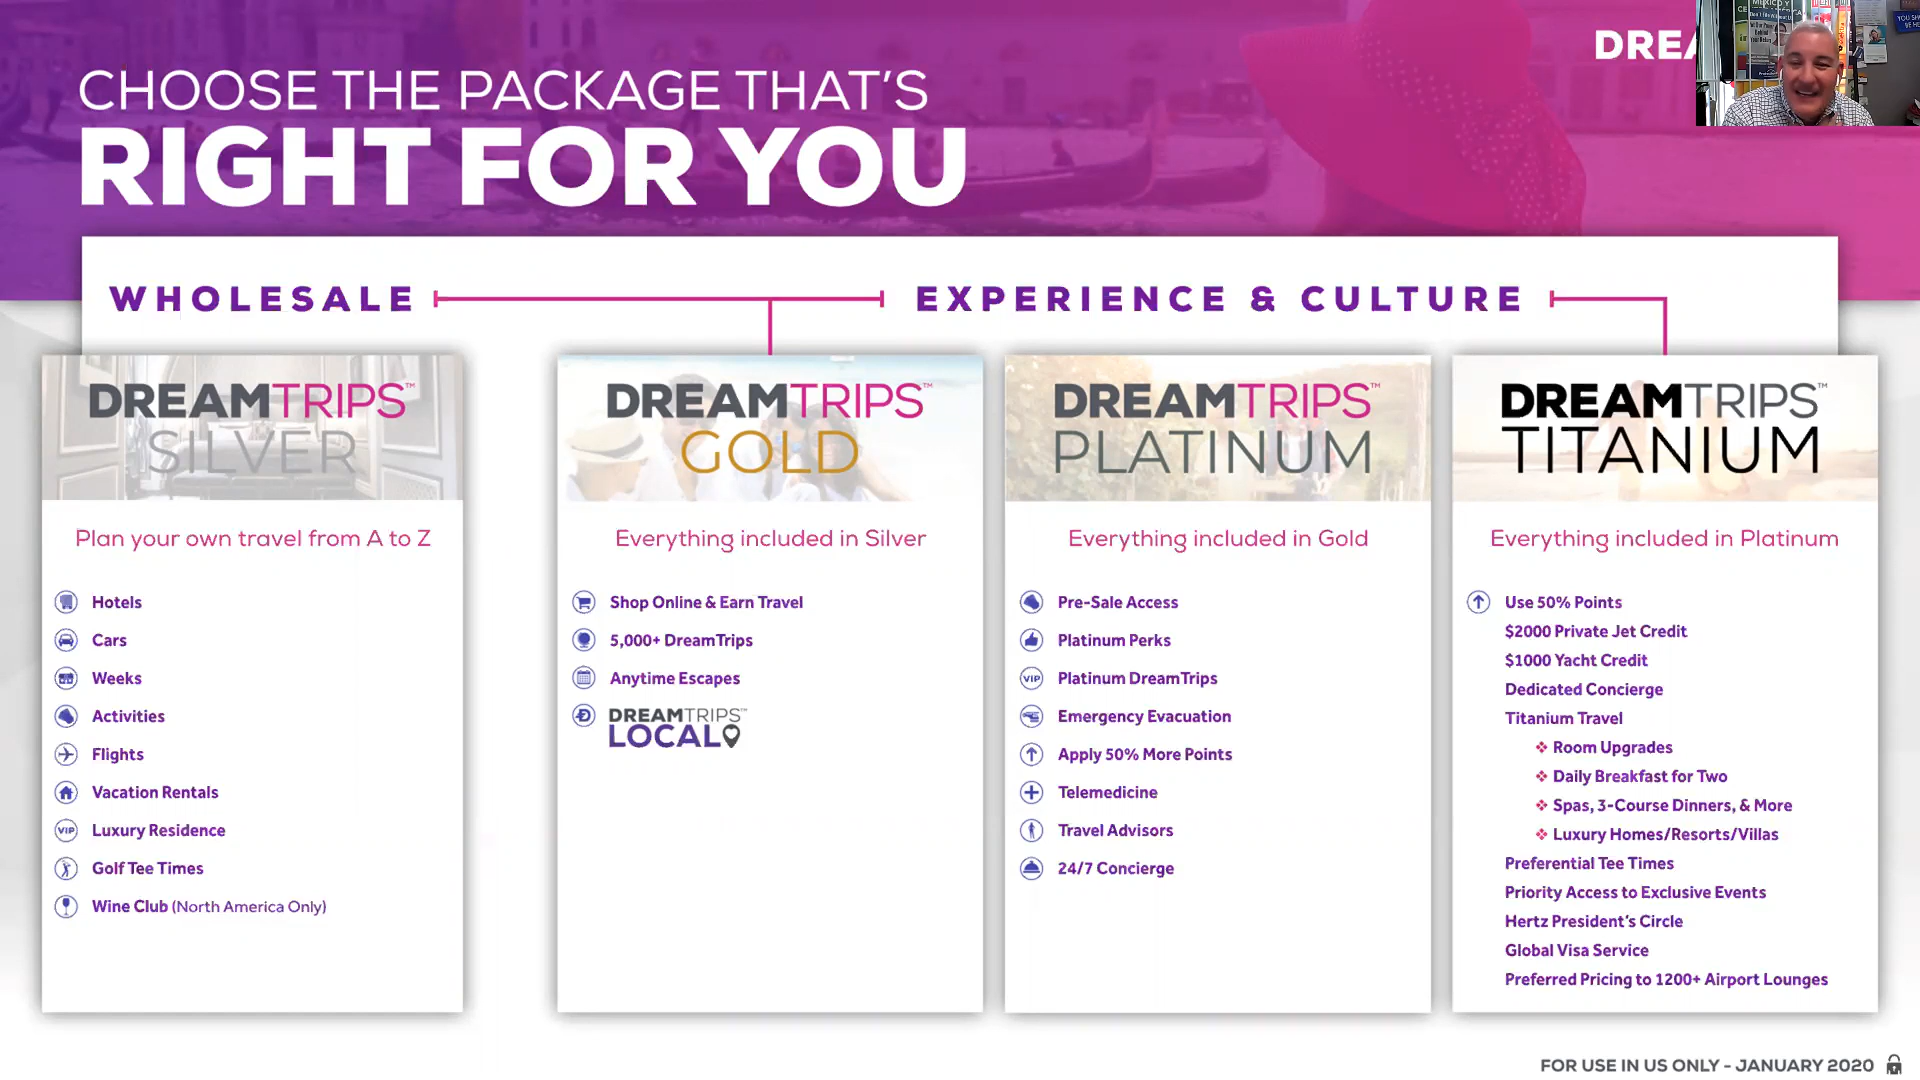 DREA
MEXICO Y
CHOOSE THE PACKAGE THAT'S
RIGHT FOR YOU
WHOLESALE
EXPERIENCE & CULTURE
DREAMTRIPS™
SILVER
Plan your own travel from A to Z
Hotels
Cars
Weeks
Activities
Flights
Vacation Rentals
VIP
Luxury Residence
Golf Tee Times
Wine Club (North America Only)
DREAMTRIPS™
GOLD
Everything included in Silver
Shop Online & Earn Travel
5,000+ DreamTrips
Anytime Escapes
DREAMTRIPS™
LOCAL
DREAMTRIPS™
PLATINUM
Everything included in Gold
Pre-Sale Access
Platinum Perks
VIP
Platinum DreamTrips
Emergency Evacuation
Apply 50% More Points
Telemedicine
Travel Advisors
24/7 Concierge
DREAMTRIPS™
TITANIUM
Everything included in Platinum
Use 50% Points
$2000 Private Jet Credit
$1000 Yacht Credit
Dedicated Concierge
Titanium Travel
❖ Room Upgrades
❖ Daily Breakfast for Two
❖ Spas, 3-Course Dinners, & More
❖ Luxury Homes/Resorts/Villas
Preferential Tee Times
Priority Access to Exclusive Events
Hertz President's Circle
Global Visa Service
Preferred Pricing to 1200+ Airport Lounges
FOR USE IN US ONLY - JANUARY 2020